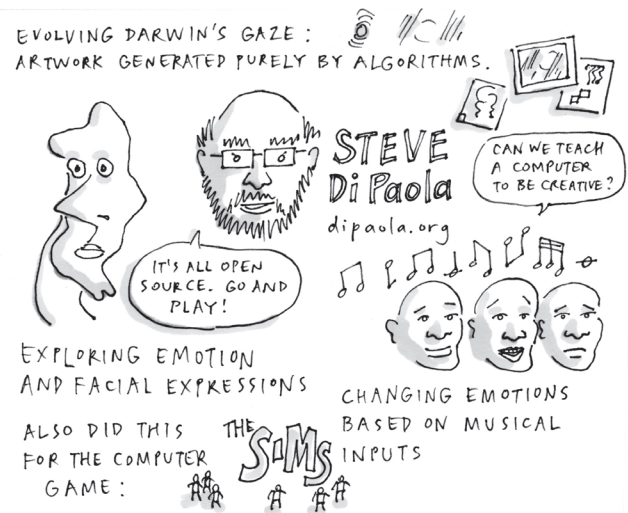 EVOLVING DARWIN'S GAZE:
ARTWORK GENERATED PURELY BY ALGORITHMS.
STEVE
DiPaola
dipaola.org
CAN WE TEACH
A COMPUTER
TO BE CREATIVE?
IT'S ALL OPEN
SOURCE. GO AND
PLAY!
EXPLORING EMOTION
AND FACIAL EXPRESSIONS
CHANGING EMOTIONS
BASED ON MUSICAL
INPUTS
ALSO DID THIS
FOR THE COMPUTER
GAME:
THE
SIMS